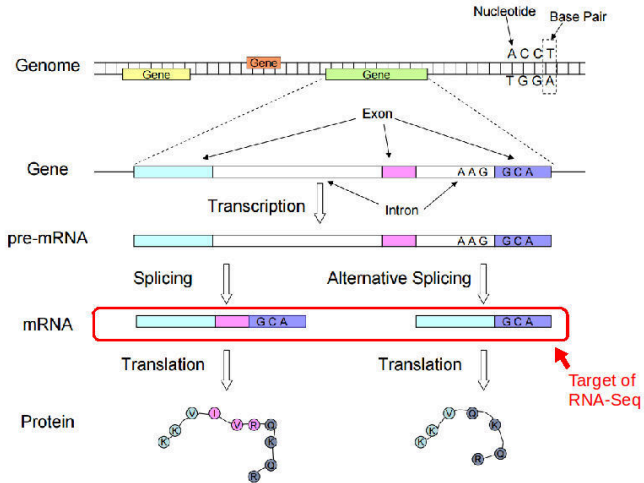 Nucleotide
Base Pair
A C C T
Genome
Gene
Gene
Gene
T G G A
Exon
Gene
A A G
G C A
Transcription
Intron
pre-mRNA
A A G
G C A
Splicing
Alternative Splicing
mRNA
G C A
G C A
Translation
Translation
Target of
RNA-Seq
Protein
K K V I V R Q K Q R
K K V Q K Q R